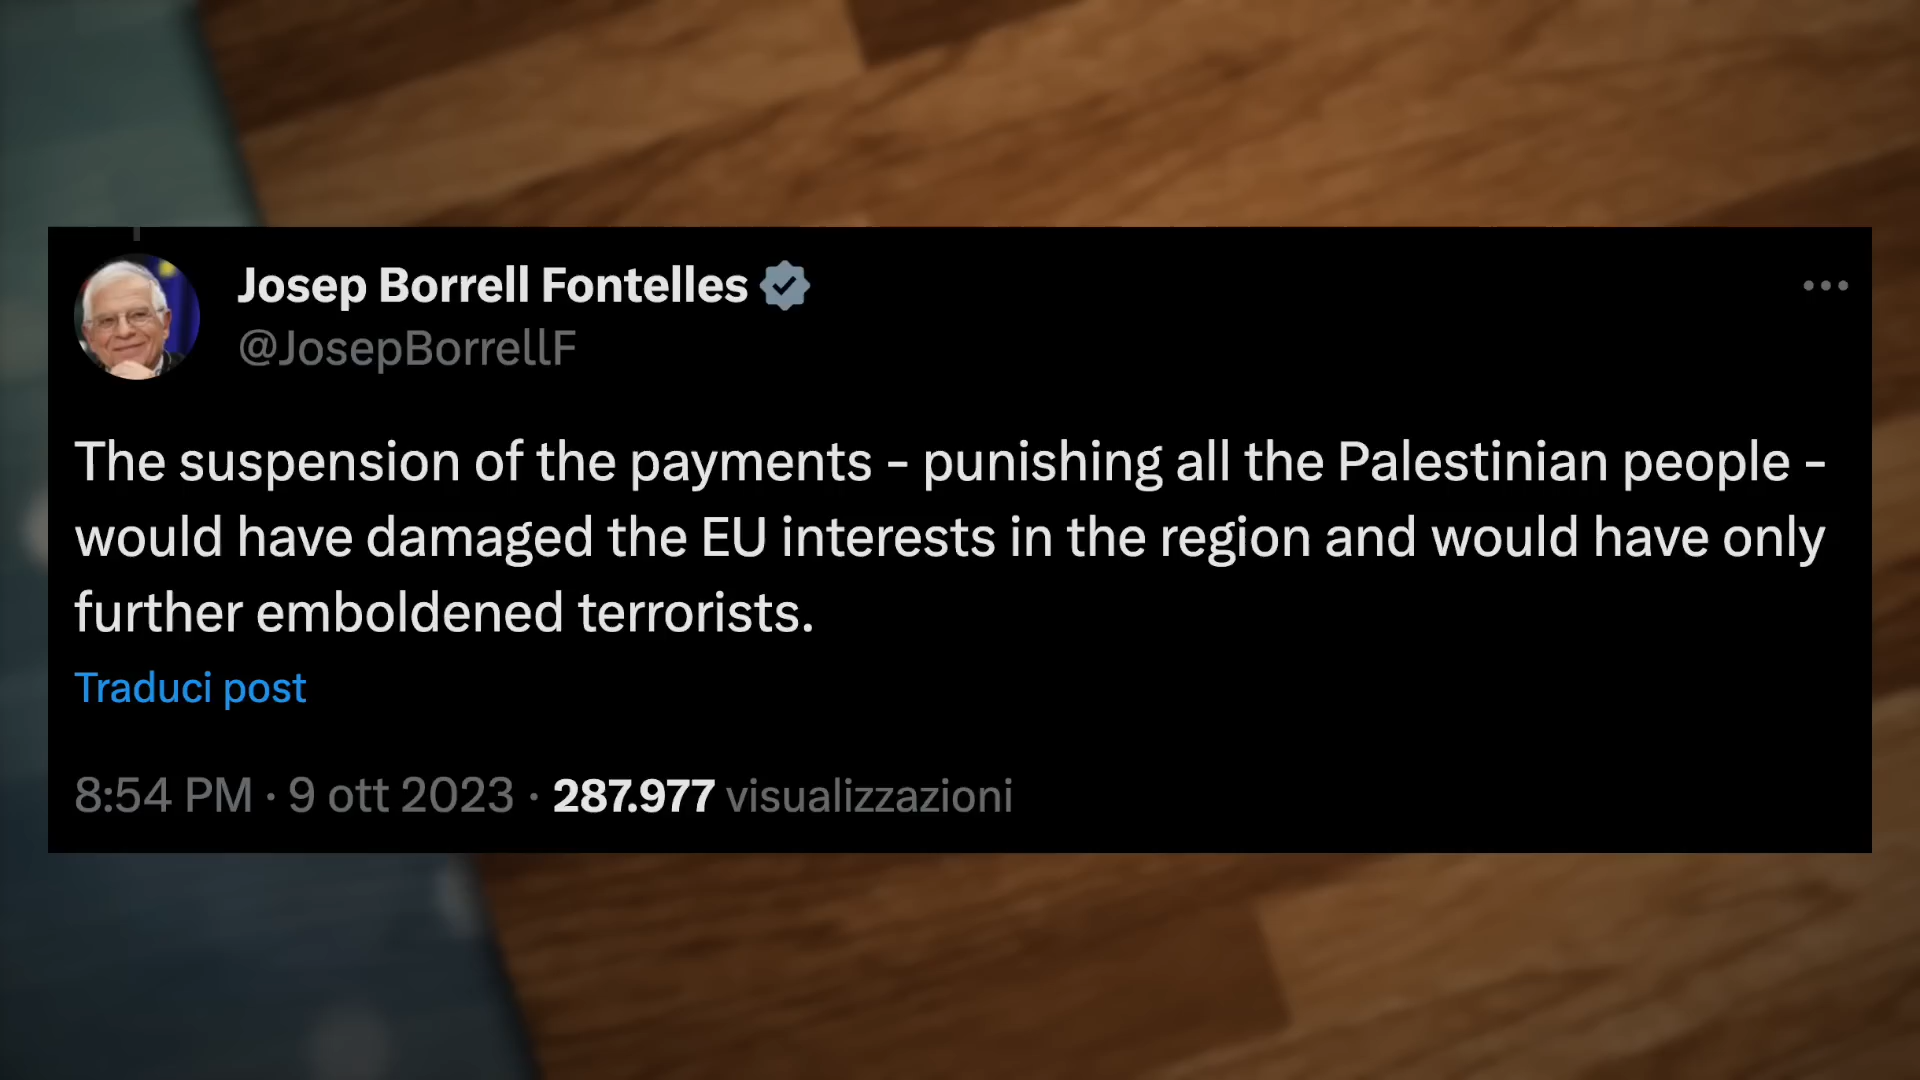 Josep Borrell Fontelles
@JosepBorrellF
The suspension of the payments - punishing all the Palestinian people -
would have damaged the EU interests in the region and would have only
further emboldened terrorists.
Traduci post
8:54 PM · 9 ott 2023 · 287.977 visualizzazioni